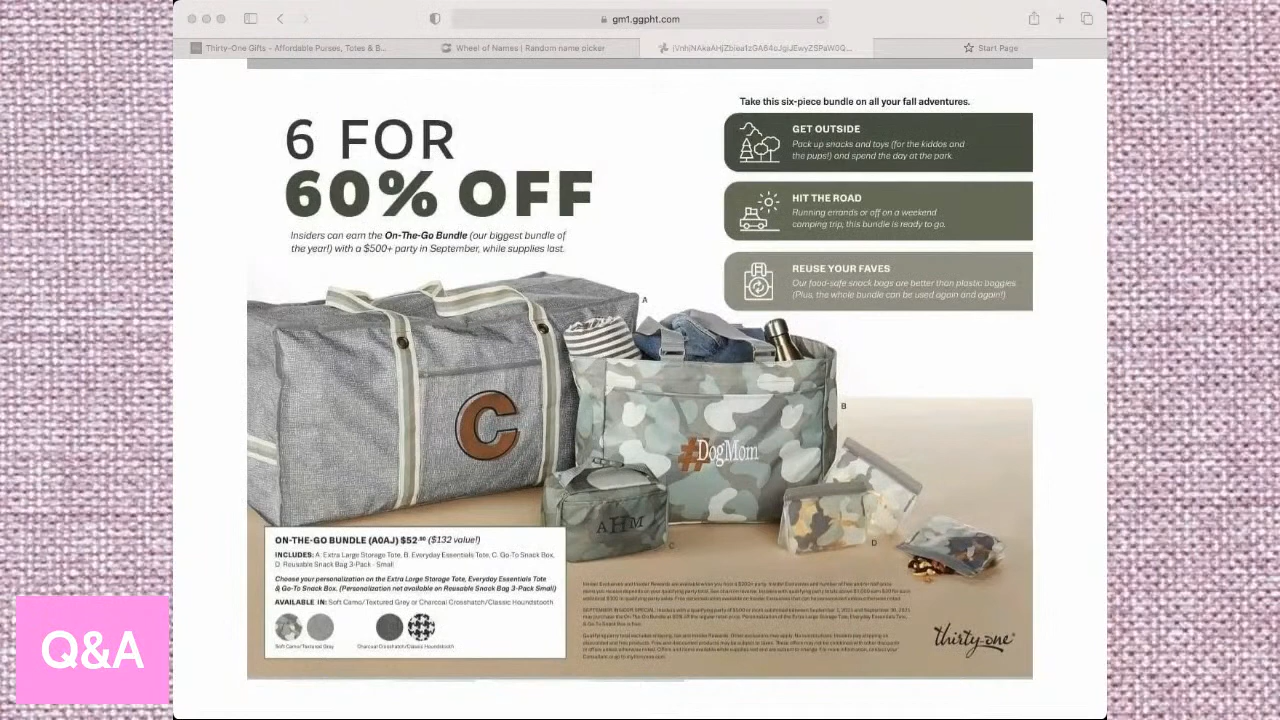 gm1.ggpht.com
Thirty-One Gifts - Affordable Purses, Totes & B...
Wheel of Names | Random name picker
Start Page
6 FOR
60% OFF
Insiders can earn the On-The-Go Bundle (our biggest bundle of
the year!) with a $500+ party in September, while supplies last.
Take this six-piece bundle on all your fall adventures.
GET OUTSIDE
Pack up snacks and toys (for the kiddos and
the pups!) and spend the day at the park.
HIT THE ROAD
Running errands or off on a weekend
camping trip, this bundle is ready to go.
REUSE YOUR FAVES
Our food-safe snack bags are better than plastic baggies.
(Plus, the whole bundle can be used again and again!)
A
B
C
#DogMom
AHM
C
D
ON-THE-GO BUNDLE (A0AJ) $52.80 ($132 value!)
INCLUDES: A. Extra Large Storage Tote, B. Everyday Essentials Tote, C. Go-To Snack Box,
D. Reusable Snack Bag 3-Pack - Small
Choose your personalization on the Extra Large Storage Tote, Everyday Essentials Tote
& Go-To Snack Box. (Personalization not available on Reusable Snack Bag 3-Pack Small)
AVAILABLE IN: Soft Camo/Textured Grey or Charcoal Crosshatch/Classic Houndstooth
Soft Camo/Textured Grey
Charcoal Crosshatch/Classic Houndstooth
thirty-one
Q&A